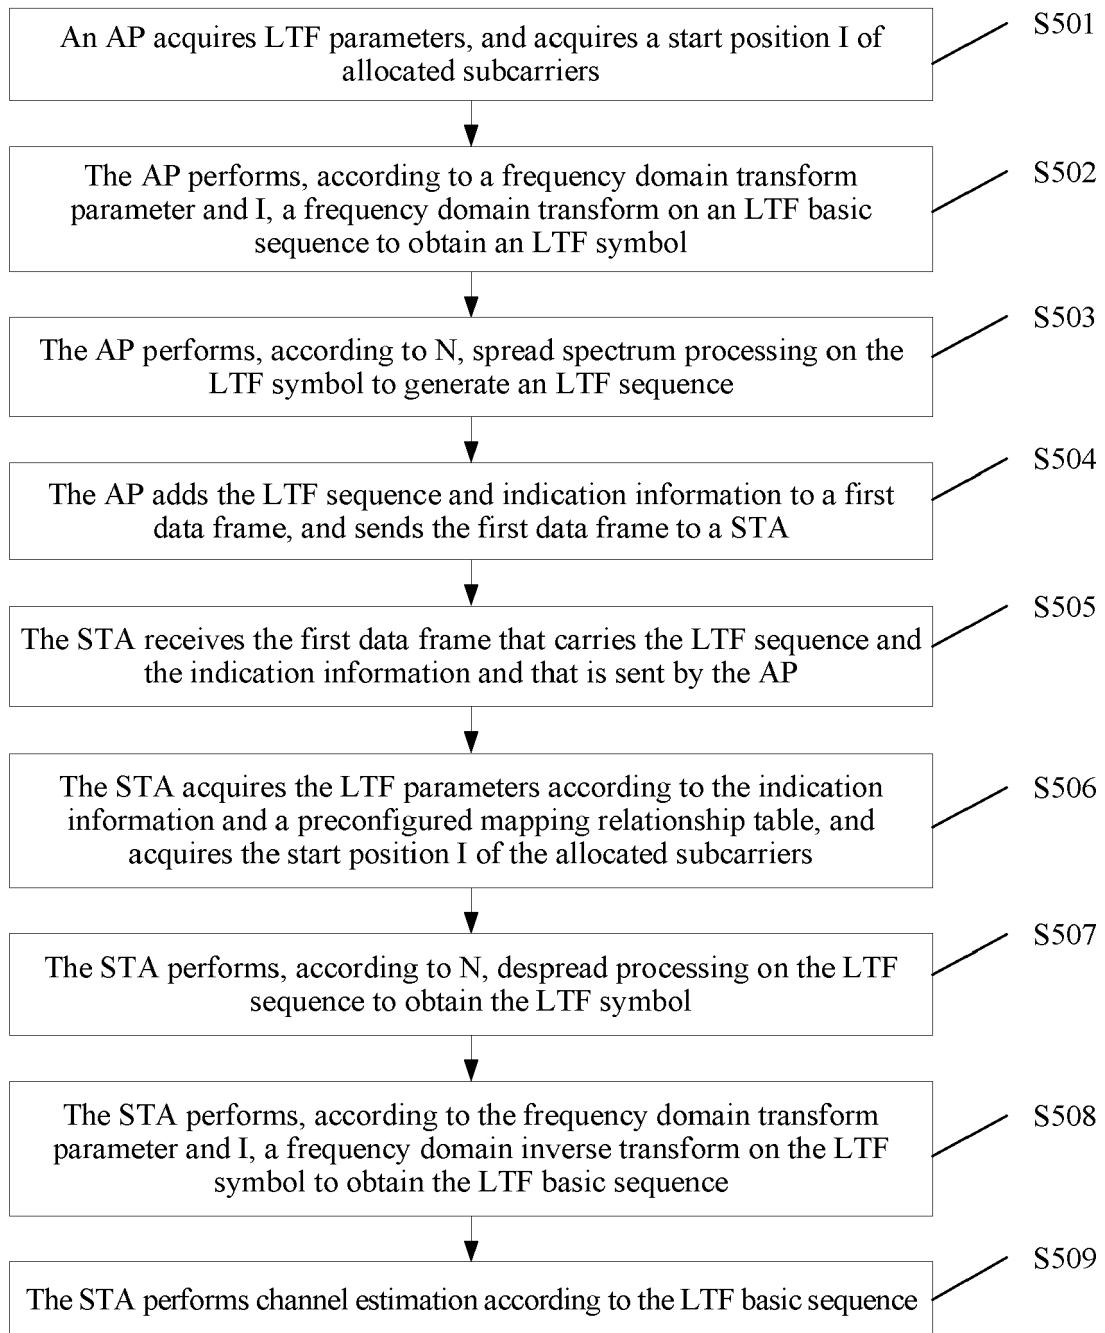 An AP acquires LTF parameters, and acquires a start position I of
allocated subcarriers
S501
The AP performs, according to a frequency domain transform
parameter and I, a frequency domain transform on an LTF basic
sequence to obtain an LTF symbol
S502
The AP performs, according to N, spread spectrum processing on the
LTF symbol to generate an LTF sequence
S503
The AP adds the LTF sequence and indication information to a first
data frame, and sends the first data frame to a STA
S504
The STA receives the first data frame that carries the LTF sequence and
the indication information and that is sent by the AP
S505
The STA acquires the LTF parameters according to the indication
information and a preconfigured mapping relationship table, and
acquires the start position I of the allocated subcarriers
S506
The STA performs, according to N, despread processing on the LTF
sequence to obtain the LTF symbol
S507
The STA performs, according to the frequency domain transform
parameter and I, a frequency domain inverse transform on the LTF
symbol to obtain the LTF basic sequence
S508
The STA performs channel estimation according to the LTF basic sequence
S509